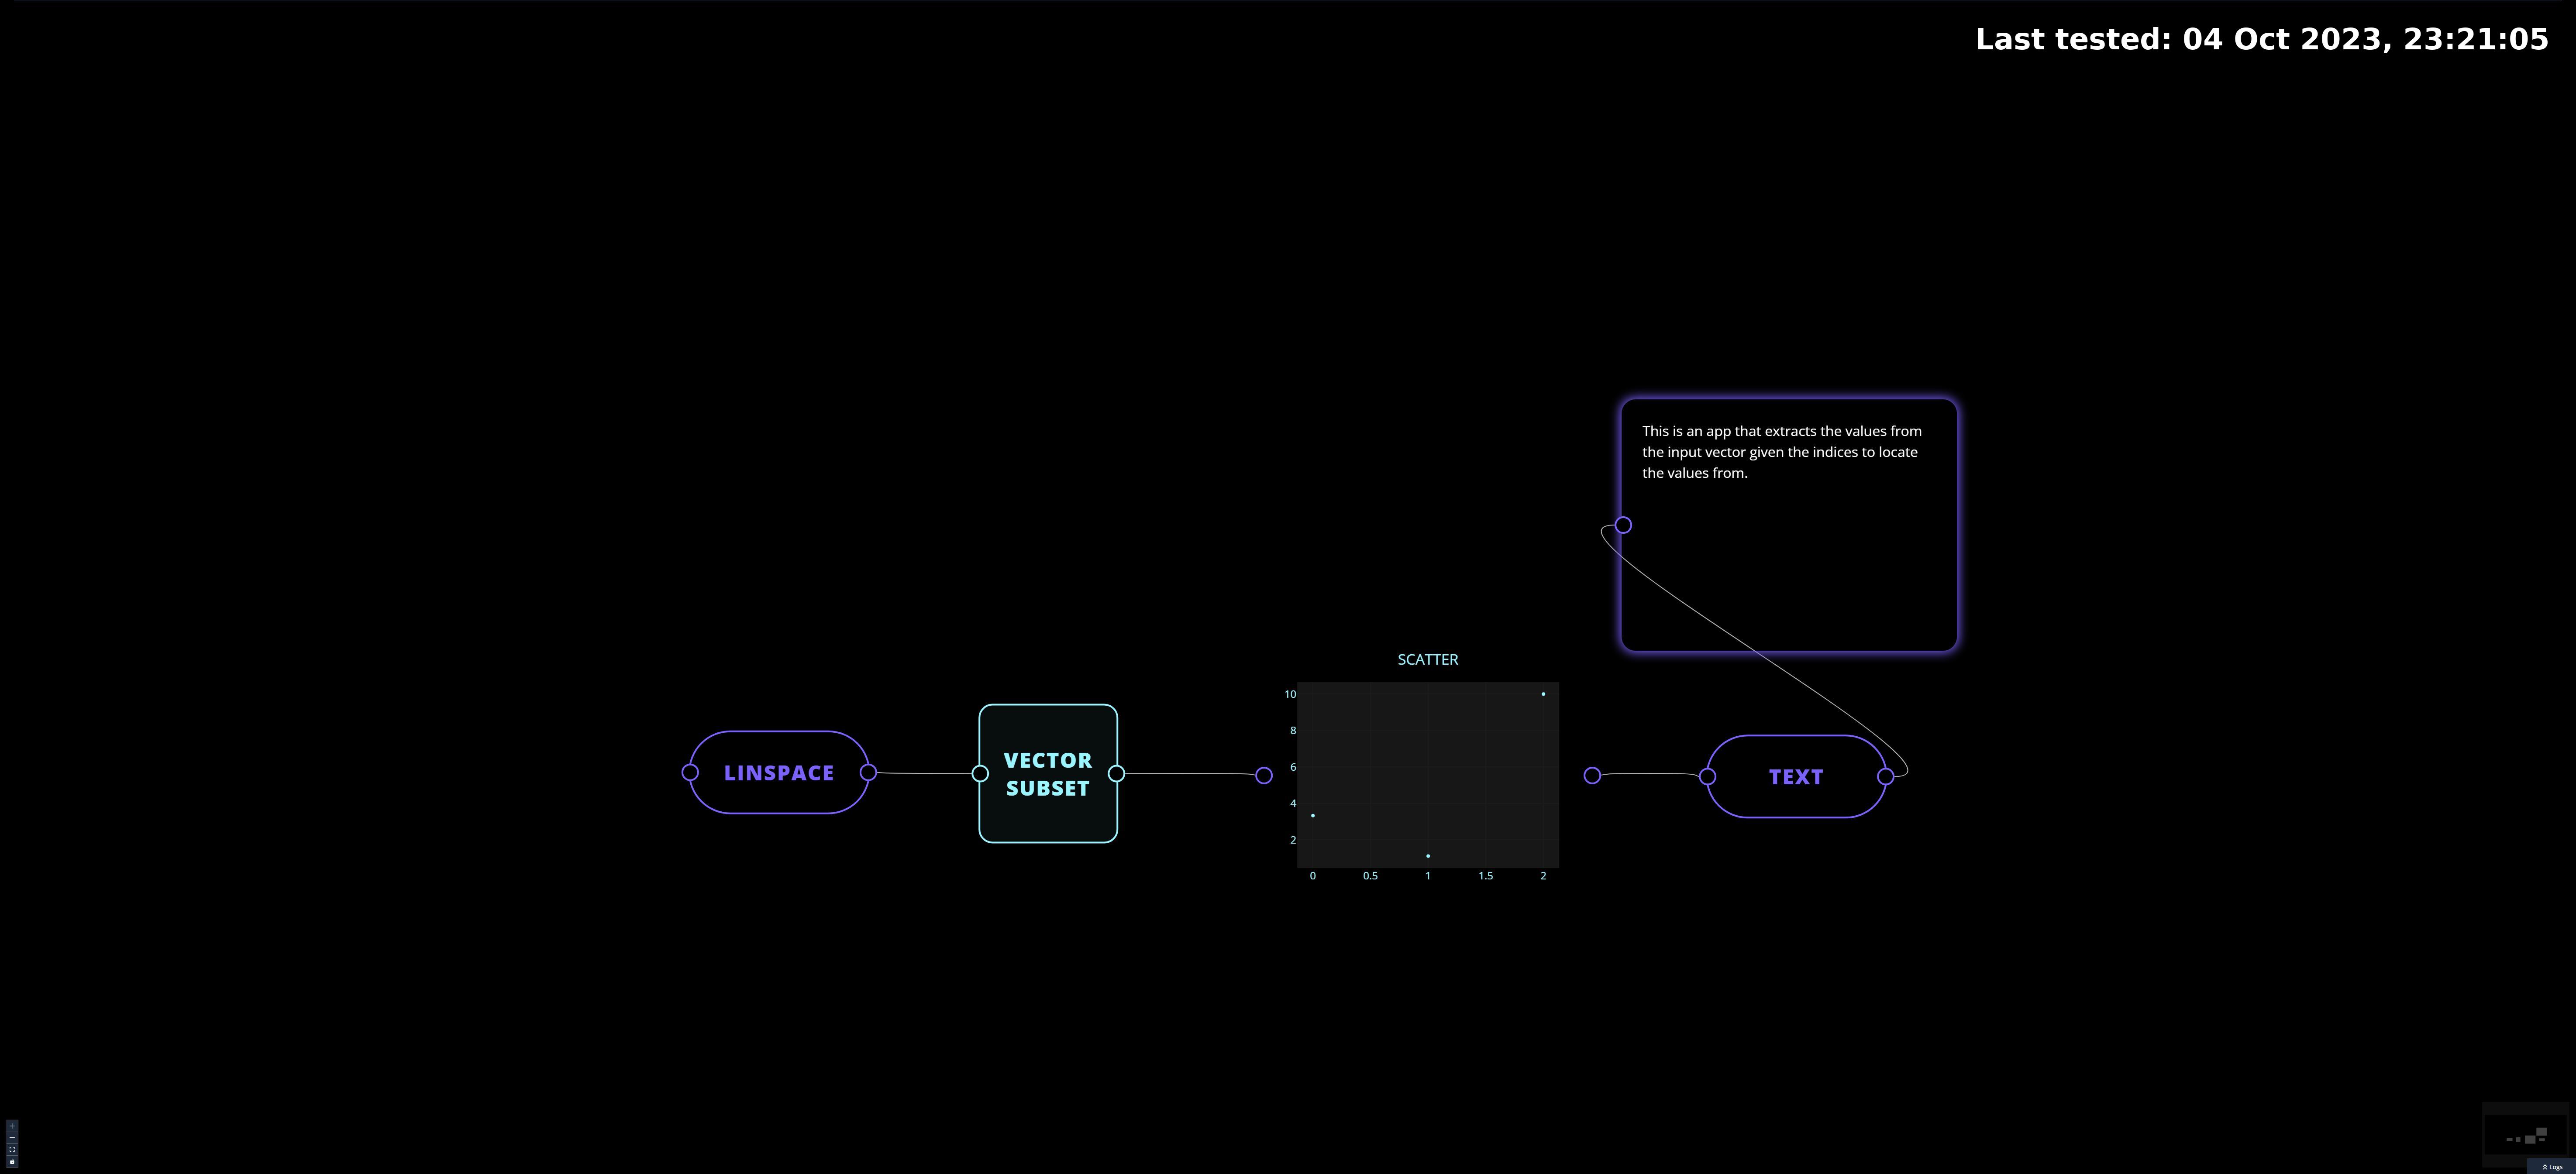 Last tested: 04 Oct 2023, 23:21:05
This is an app that extracts the values from
the input vector given the indices to locate
the values from.
LINSPACE
VECTOR
SUBSET
SCATTER
10
8
6
4
2
0 0.5 1 1.5 2
TEXT
Logs